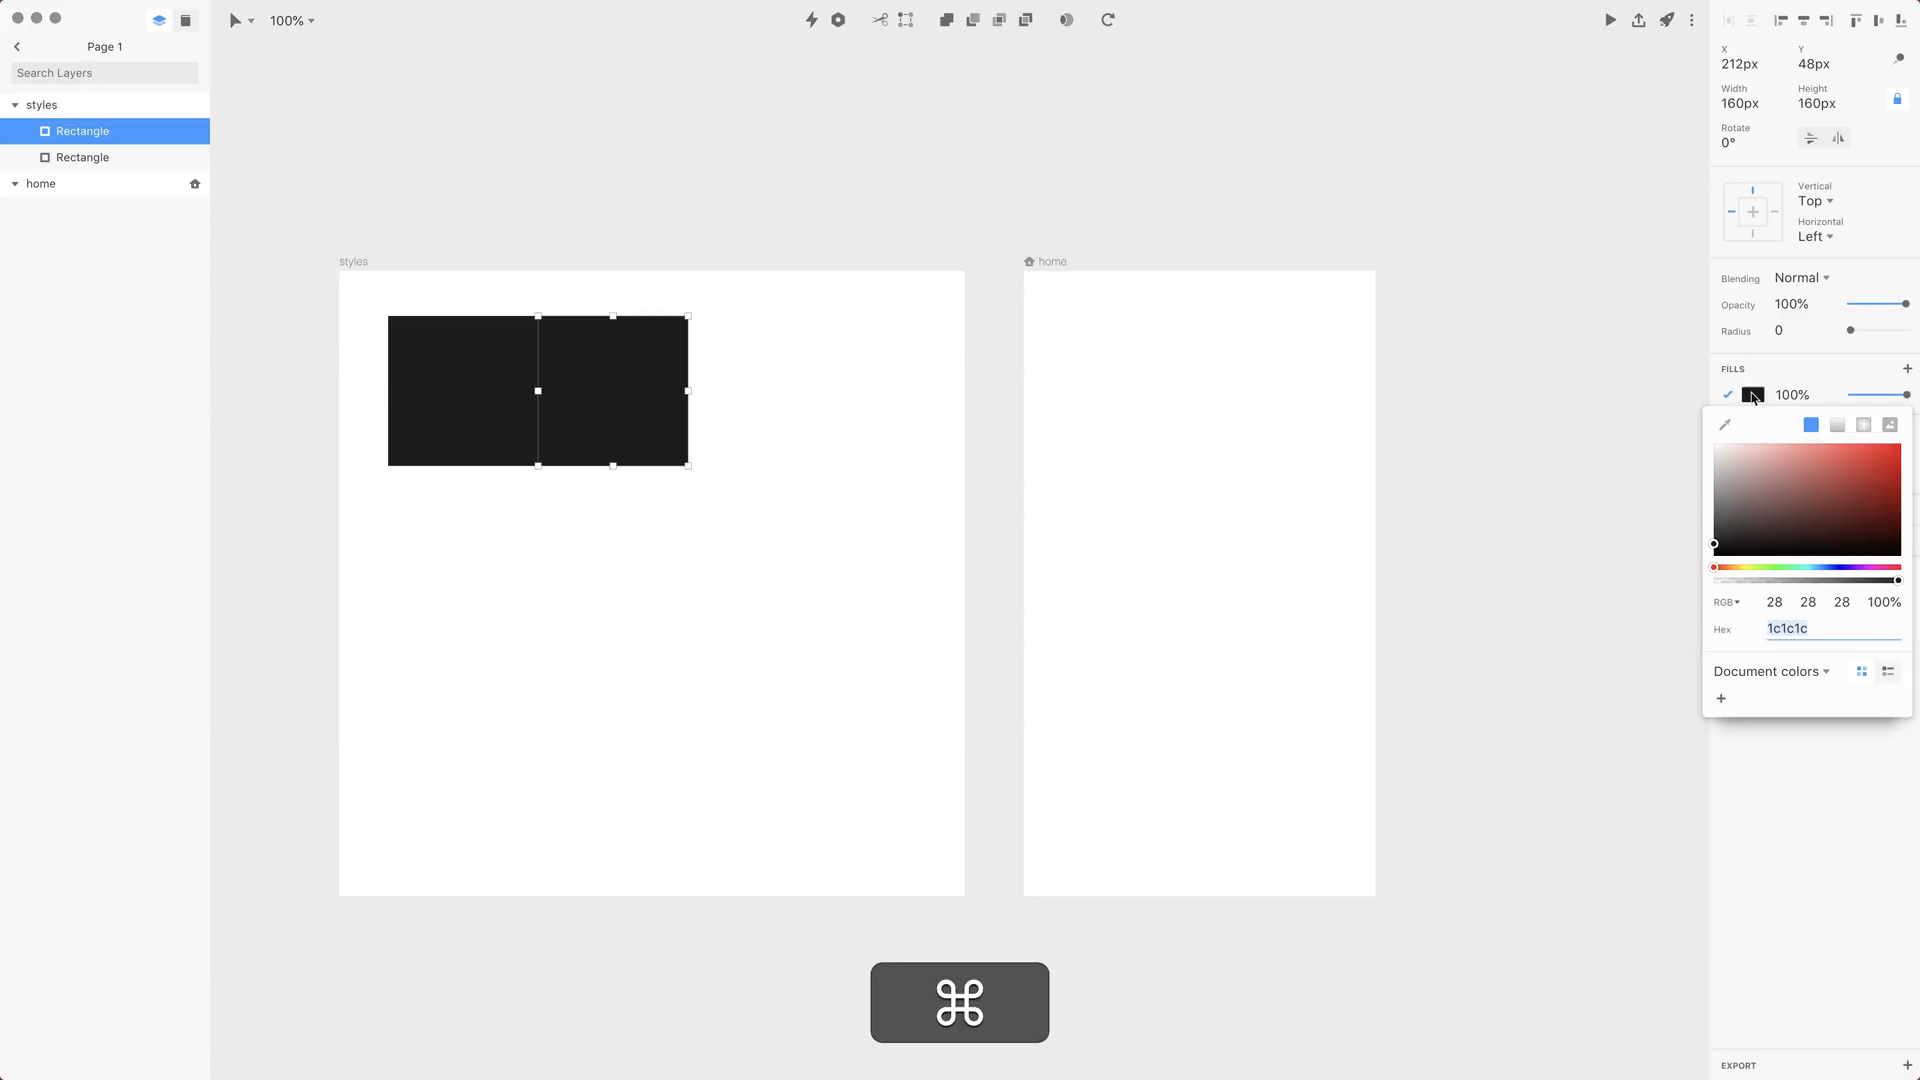 100%
Page 1
Search Layers
styles
Rectangle
Rectangle
home
styles
home
X
Y
212px
48px
Width
Height
160px
160px
Rotate
0°
Vertical
Top
Horizontal
Left
Blending
Normal
Opacity
100%
Radius
0
FILLS
100%
RGB
28
28
28
100%
Hex
1c1c1c
Document colors
EXPORT
⌘